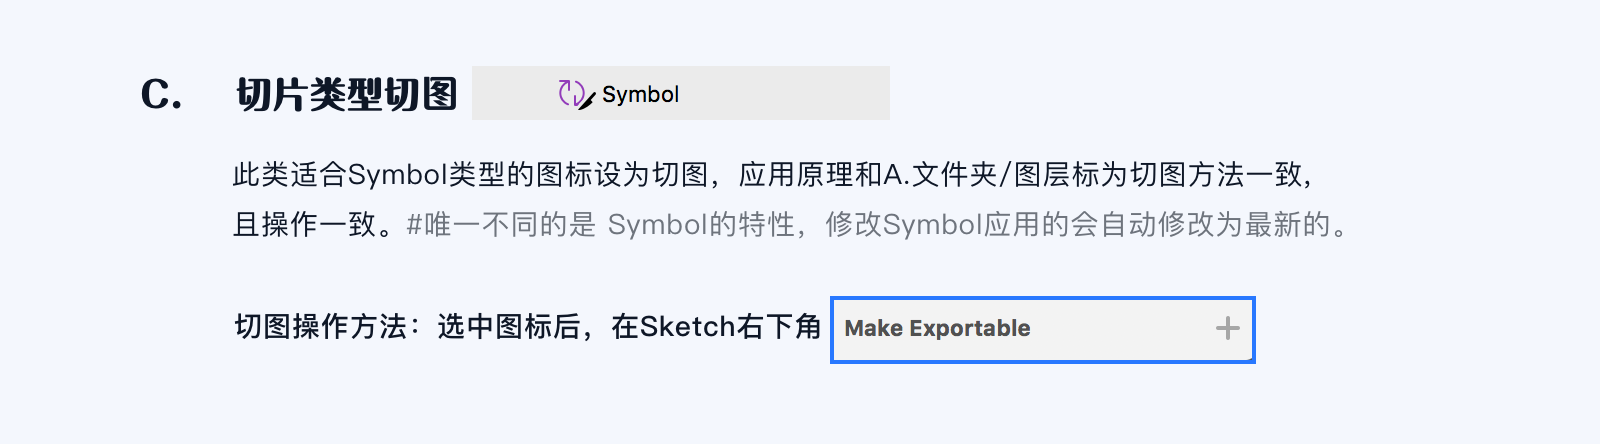 C. 切片类型切图 Symbol
此类适合Symbol类型的图标设为切图，应用原理和A.文件夹/图层标为切图方法一致，
且操作一致。#唯一不同的是 Symbol的特性，修改Symbol应用的会自动修改为最新的。
切图操作方法：选中图标后，在Sketch右下角 Make Exportable +